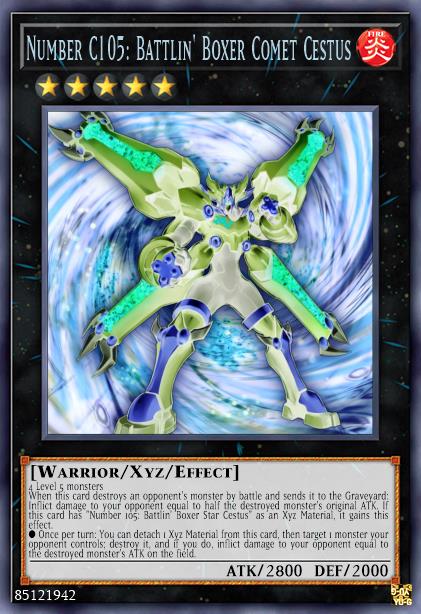 Number C105: Battlin' Boxer Comet Cestus
FIRE
炎
[Warrior/Xyz/Effect]
4 Level 5 monsters
When this card destroys an opponent's monster by battle and sends it to the Graveyard:
Inflict damage to your opponent equal to half the destroyed monster's original ATK. If
this card has "Number 105: Battlin' Boxer Star Cestus" as an Xyz Material, it gains this
effect.
● Once per turn: You can detach 1 Xyz Material from this card, then target 1 monster your
opponent controls; destroy it, and if you do, inflict damage to your opponent equal to
the destroyed monster's ATK on the field.
ATK/2800 DEF/2000
85121942